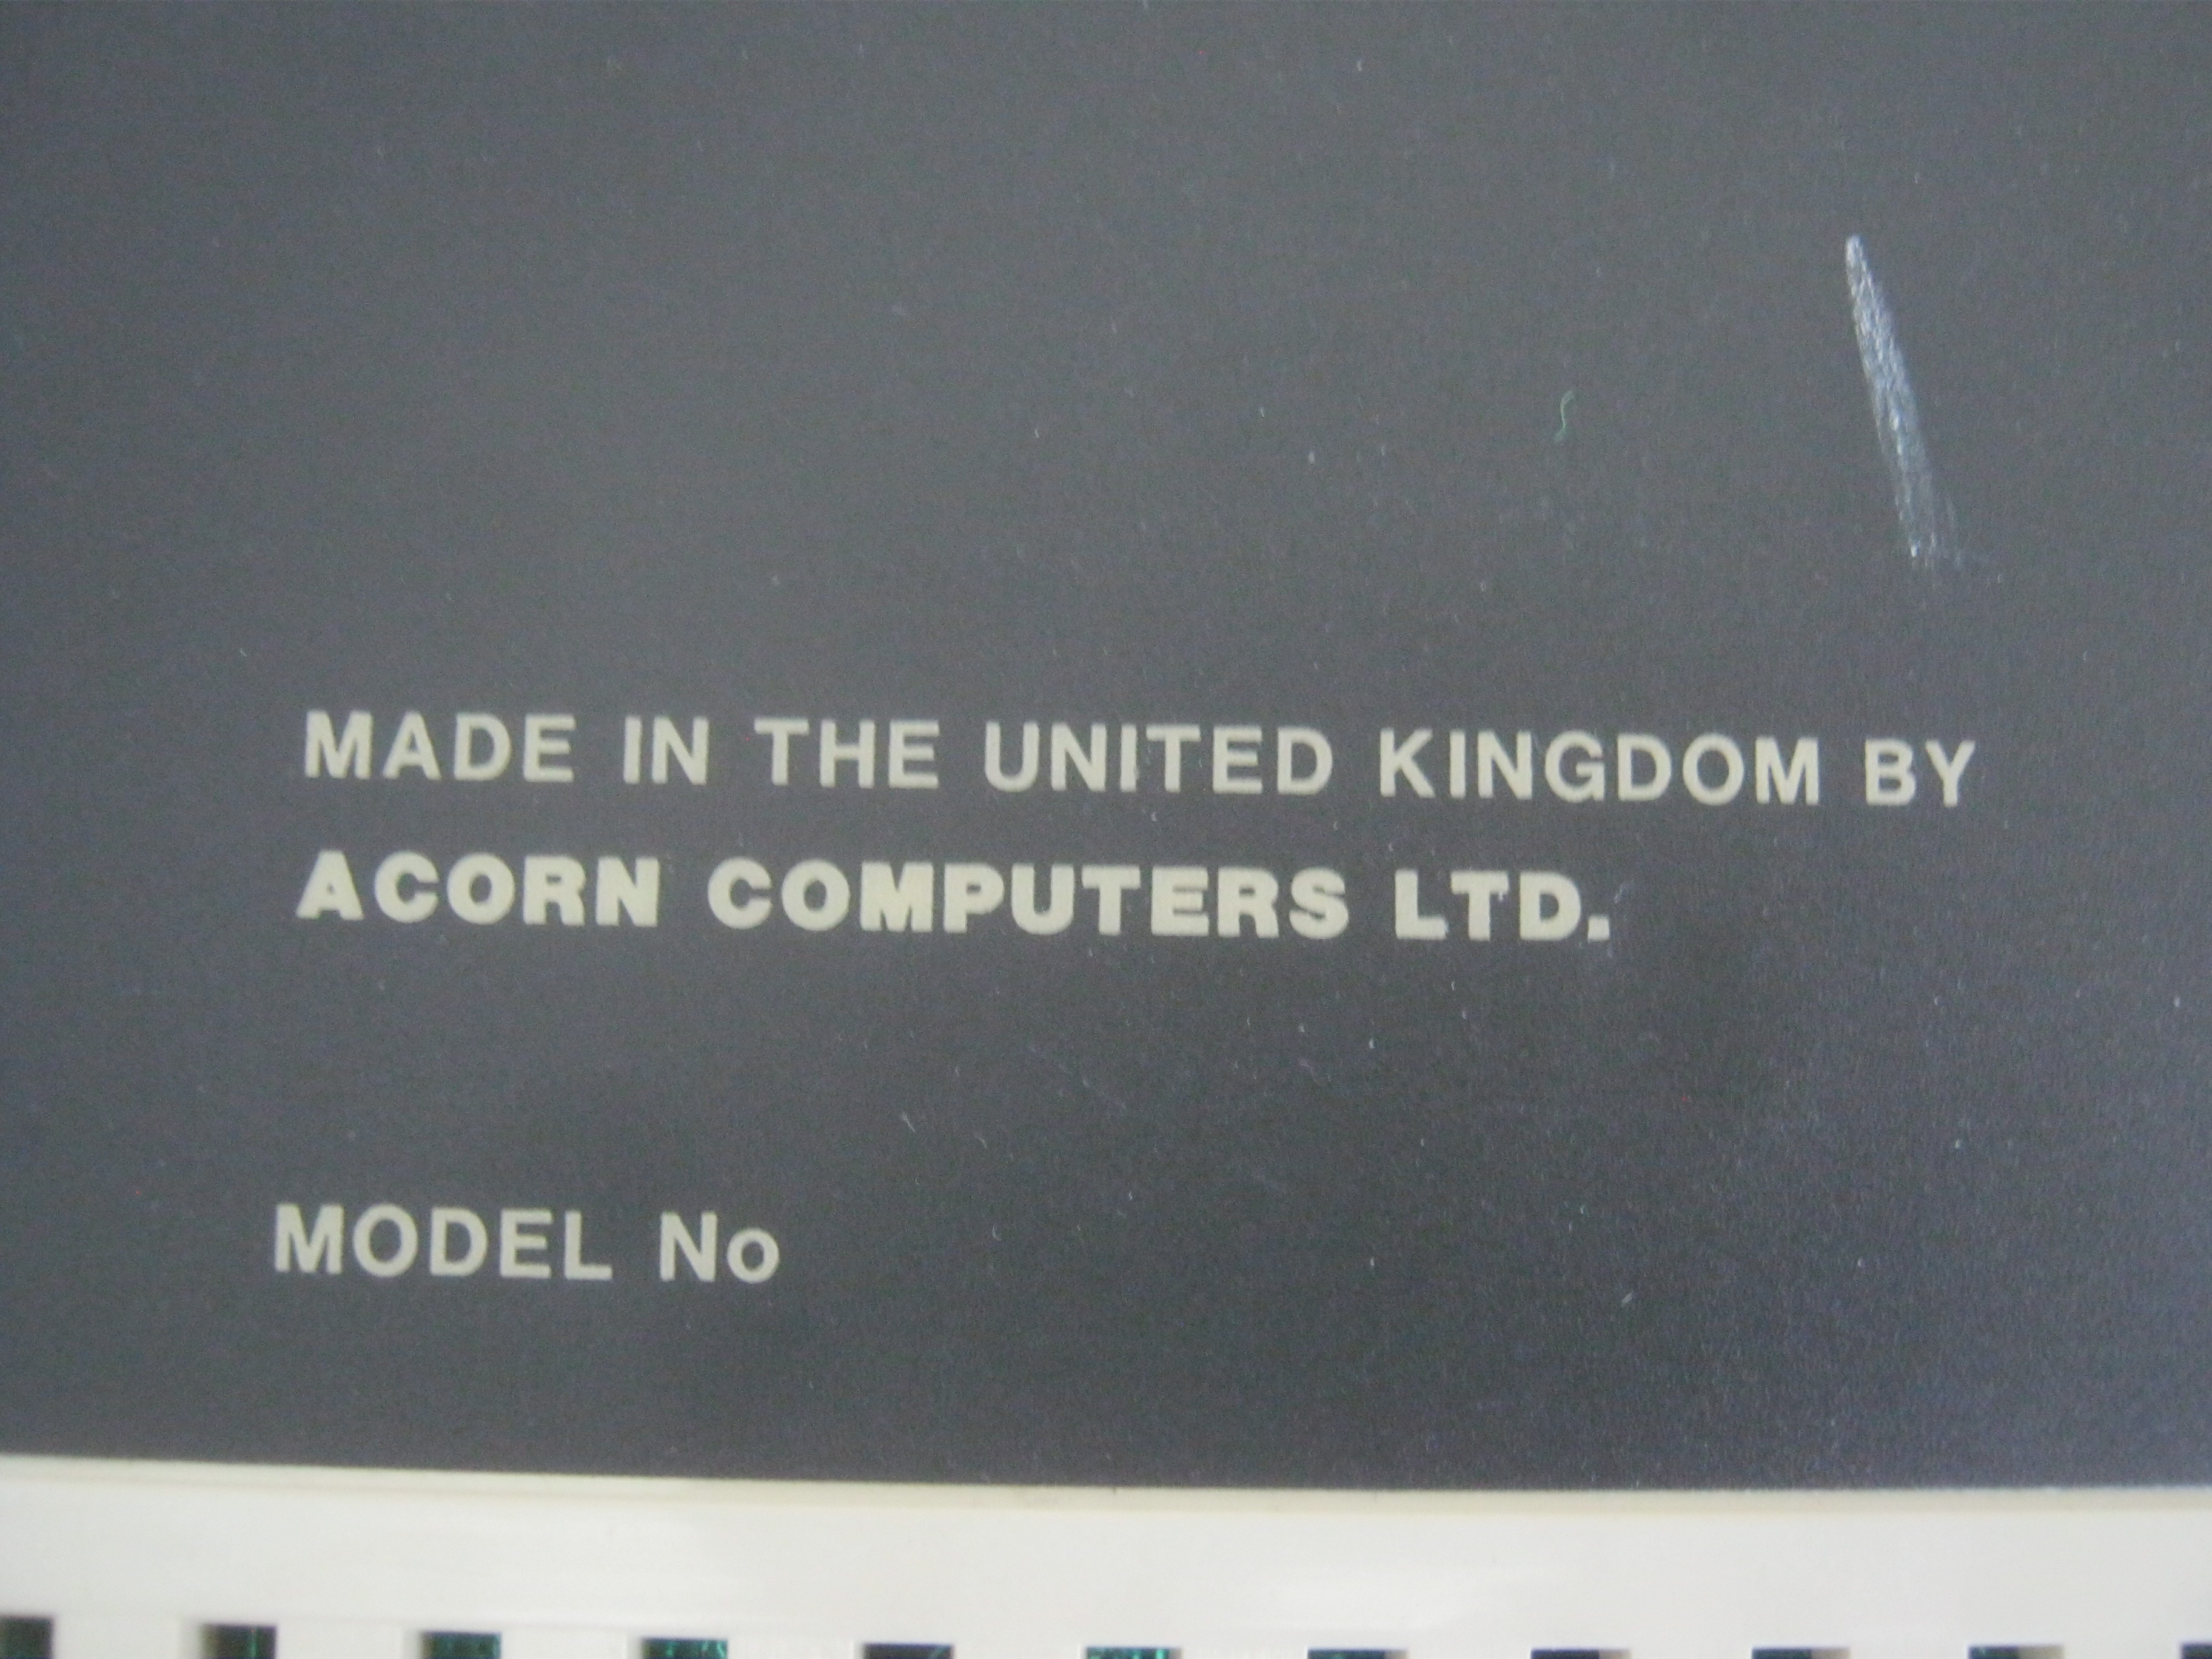 MADE IN THE UNITED KINGDOM BY
ACORN COMPUTERS LTD.
MODEL No